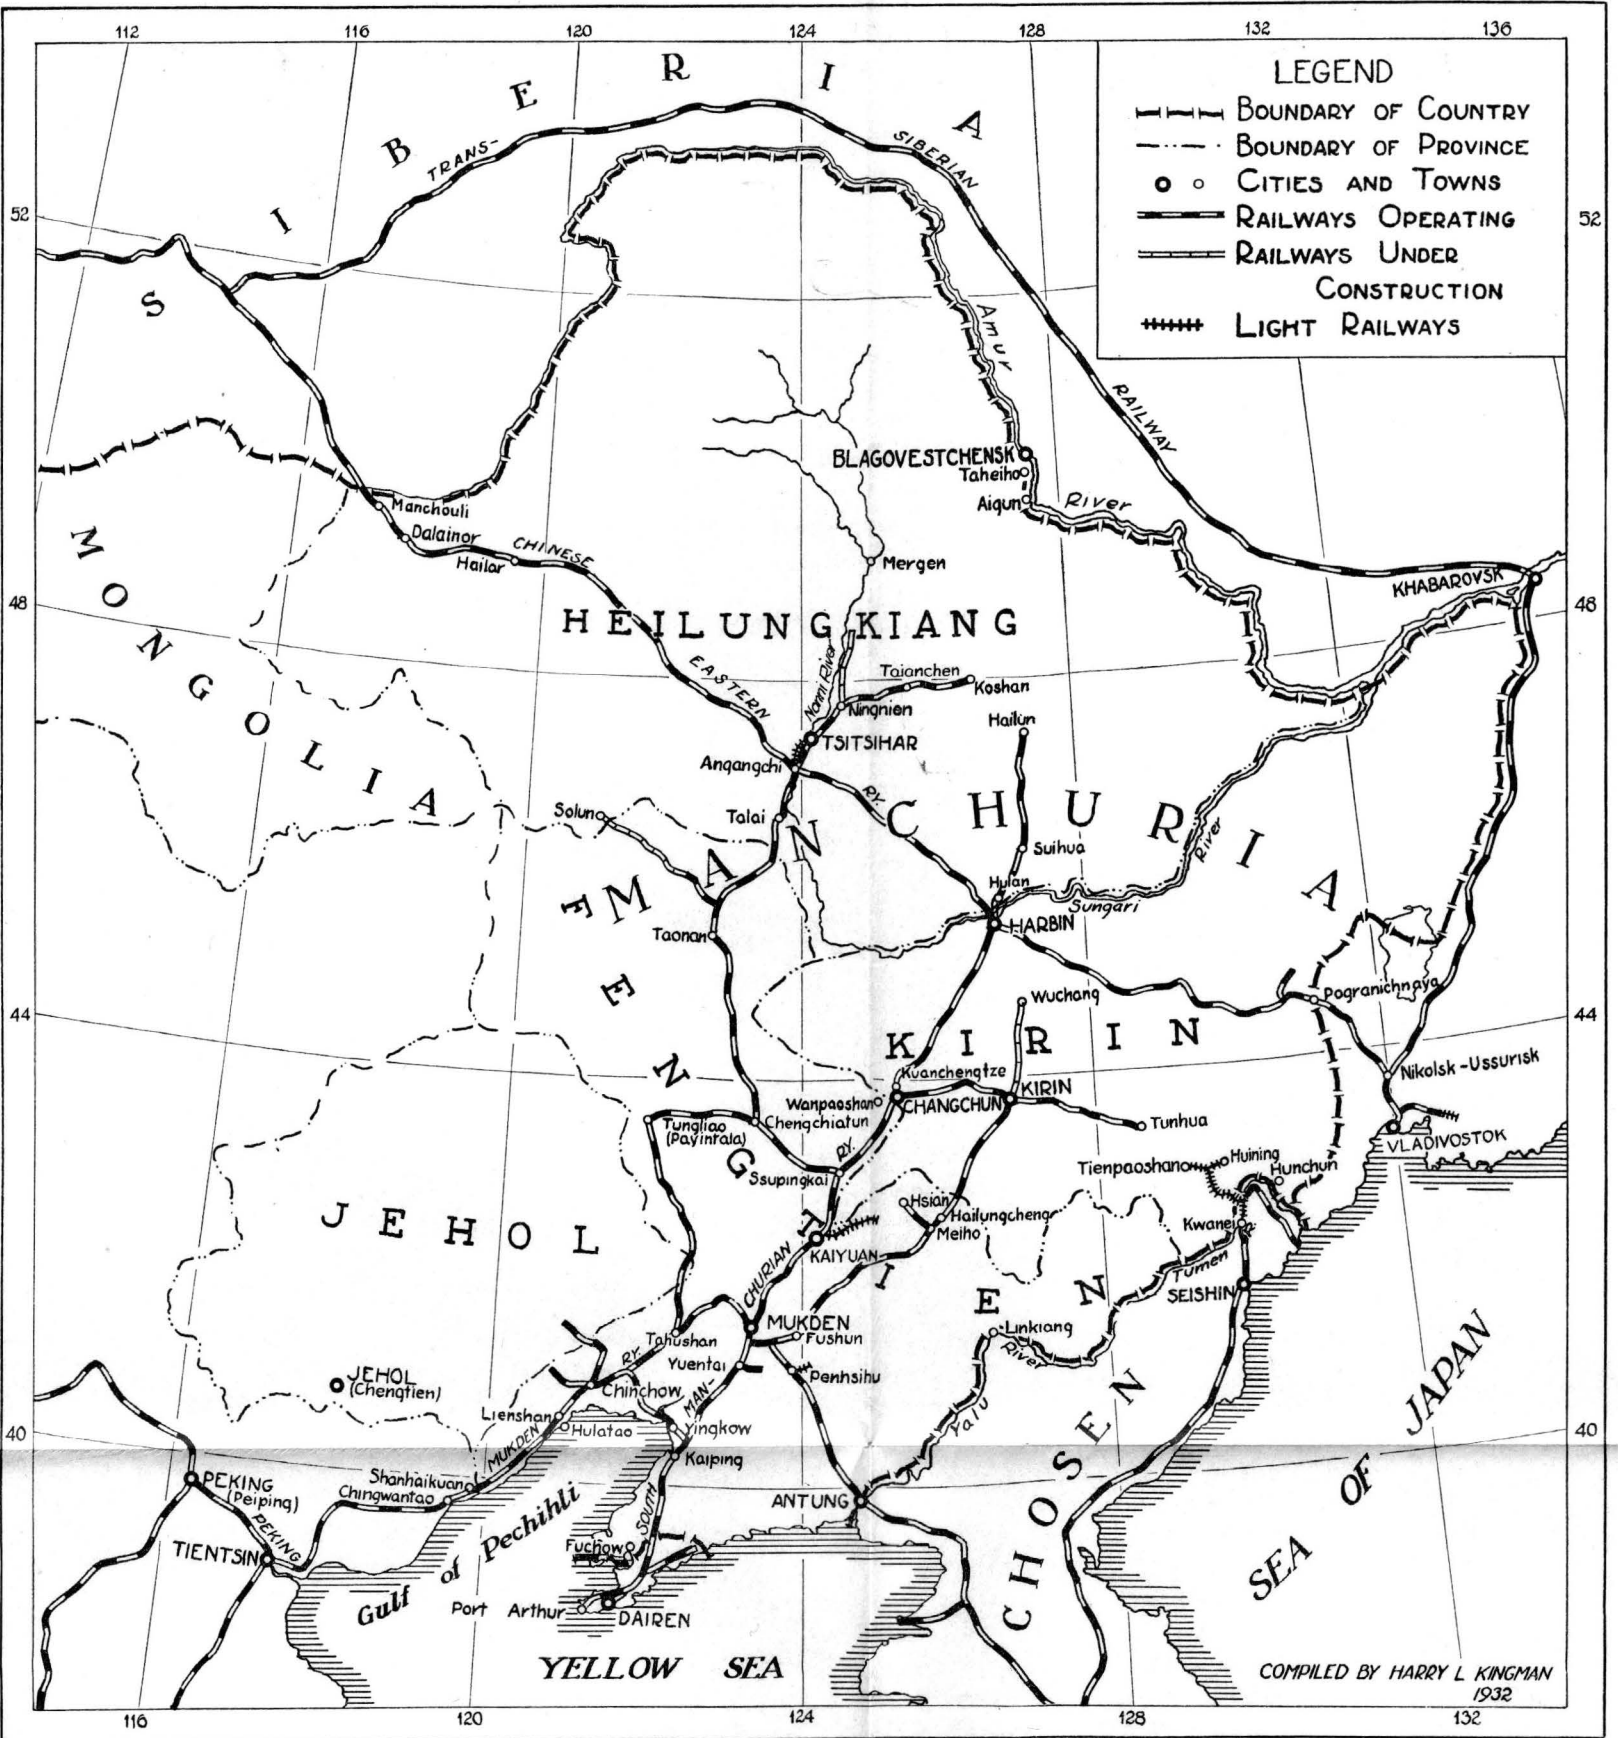 112 116 120 124 128 132 136
LEGEND
BOUNDARY OF COUNTRY
BOUNDARY OF PROVINCE
CITIES AND TOWNS
RAILWAYS OPERATING
RAILWAYS UNDER
CONSTRUCTION
LIGHT RAILWAYS
SIBERIA
TRANS-
SIBERIAN
RAILWAY
52
52
Amur
River
BLAGOVESTCHENSK
Taheiho
Aigun
Manchouli
Dalainor
Hailar
CHINESE
EASTERN
RY.
Mergen
KHABAROVSK
48
48
MONGOLIA
HEILUNGKIANG
Nonni River
Taianchen
Koshan
Ningnien
Hailun
TSITSIHAR
Angangchi
Talai
Solun
MANCHURIA
Suihua
Hulan
Sungari
River
HARBIN
Taonan
FENGTIEN
Wuchang
Pogranichnaya
44
44
KIRIN
Kuanchengtze
KIRIN
Nikolsk-Ussurisk
Wanpaoshan
CHANGCHUN
Chengchiatun
Tungliao
(Payintala)
Tunhua
VLADIVOSTOK
RY.
Ssupingkai
Tienpaoshan
Huining
Hunchun
JEHOL
Hsian
Hailungcheng
Meiho
Kwanei
KAIYUAN
Tumen
R.
SEISHIN
CHURIAN
MUKDEN
Fushun
Linkiang
River
Tahushan
RY.
Yuentai
Penhsihu
JEHOL
(Chengtien)
Chinchow
MAN-
Lienshan
Hulatao
Yingkow
Yalu
MUKDEN
Kaiping
40
40
PEKING
(Peiping)
Shanhaikuan
Chingwantao
ANTUNG
PEKING
TIENTSIN
SOUTH
Fuchow
Gulf of Pechihli
Port Arthur
DAIREN
CHOSEN
SEA OF JAPAN
YELLOW SEA
COMPILED BY HARRY L KINGMAN
1932
116 120 124 128 132